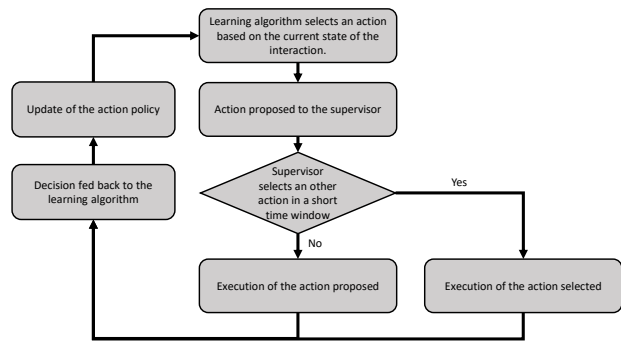 Learning algorithm selects an action
based on the current state of the
interaction.
Update of the action policy
Action proposed to the supervisor
Decision fed back to the
learning algorithm
Supervisor
selects an other
action in a short
time window
Yes
No
Execution of the action proposed
Execution of the action selected